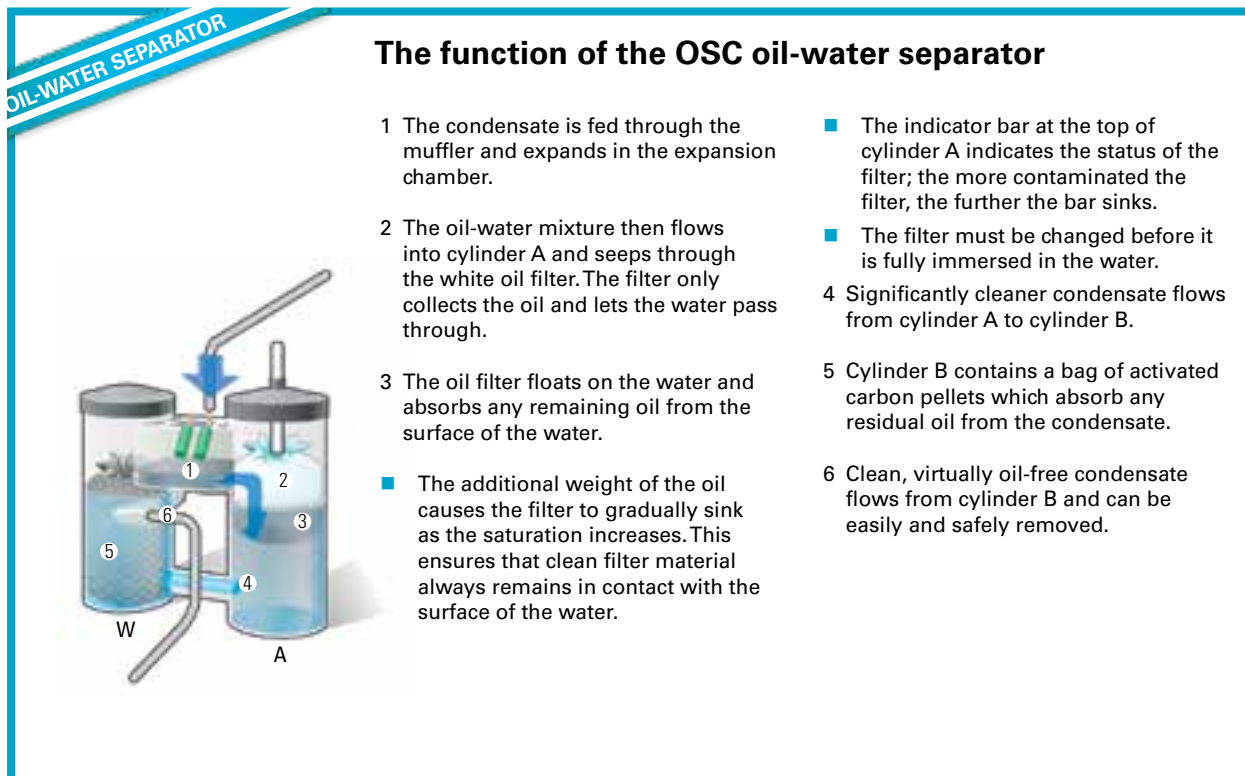 OIL-WATER SEPARATOR
The function of the OSC oil-water separator
1 The condensate is fed through the
muffler and expands in the expansion
chamber.
2 The oil-water mixture then flows
into cylinder A and seeps through
the white oil filter. The filter only
collects the oil and lets the water pass
through.
3 The oil filter floats on the water and
absorbs any remaining oil from the
surface of the water.
■ The additional weight of the oil
causes the filter to gradually sink
as the saturation increases. This
ensures that clean filter material
always remains in contact with the
surface of the water.
■ The indicator bar at the top of
cylinder A indicates the status of the
filter; the more contaminated the
filter, the further the bar sinks.
■ The filter must be changed before it
is fully immersed in the water.
4 Significantly cleaner condensate flows
from cylinder A to cylinder B.
5 Cylinder B contains a bag of activated
carbon pellets which absorb any
residual oil from the condensate.
6 Clean, virtually oil-free condensate
flows from cylinder B and can be
easily and safely removed.
1
2
3
6
5
4
W
A